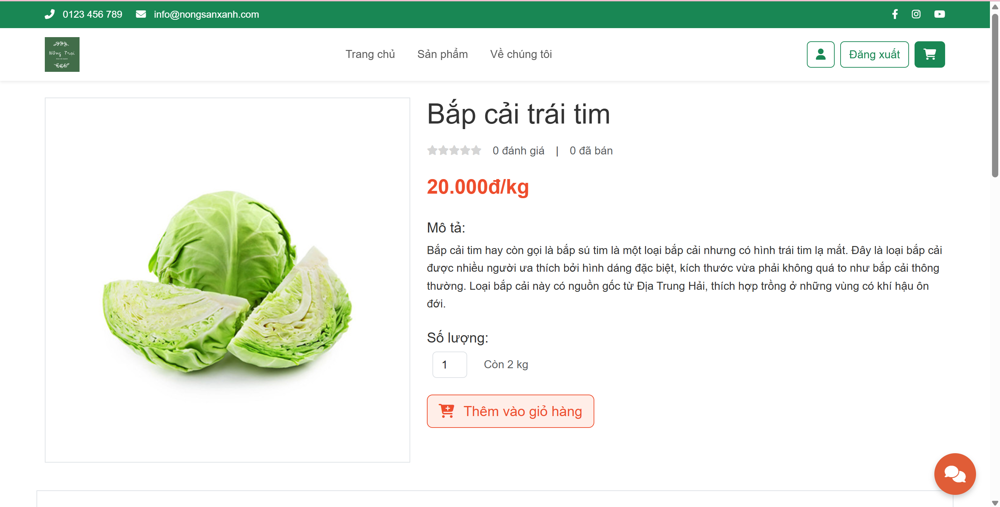 0123 456 789 info@nongsanxanh.com
Nông Trại
RAU CỦ SẠCH
Trang chủ Sản phẩm Về chúng tôi Đăng xuất
Bắp cải trái tim
0 đánh giá | 0 đã bán
20.000đ/kg
Mô tả:
Bắp cải tim hay còn gọi là bắp sú tim là một loại bắp cải nhưng có hình trái tim lạ mắt. Đây là loại bắp cải
được nhiều người ưa thích bởi hình dáng đặc biệt, kích thước vừa phải không quá to như bắp cải thông
thường. Loại bắp cải này có nguồn gốc từ Địa Trung Hải, thích hợp trồng ở những vùng có khí hậu ôn
đới.
Số lượng:
1 Còn 2 kg
Thêm vào giỏ hàng